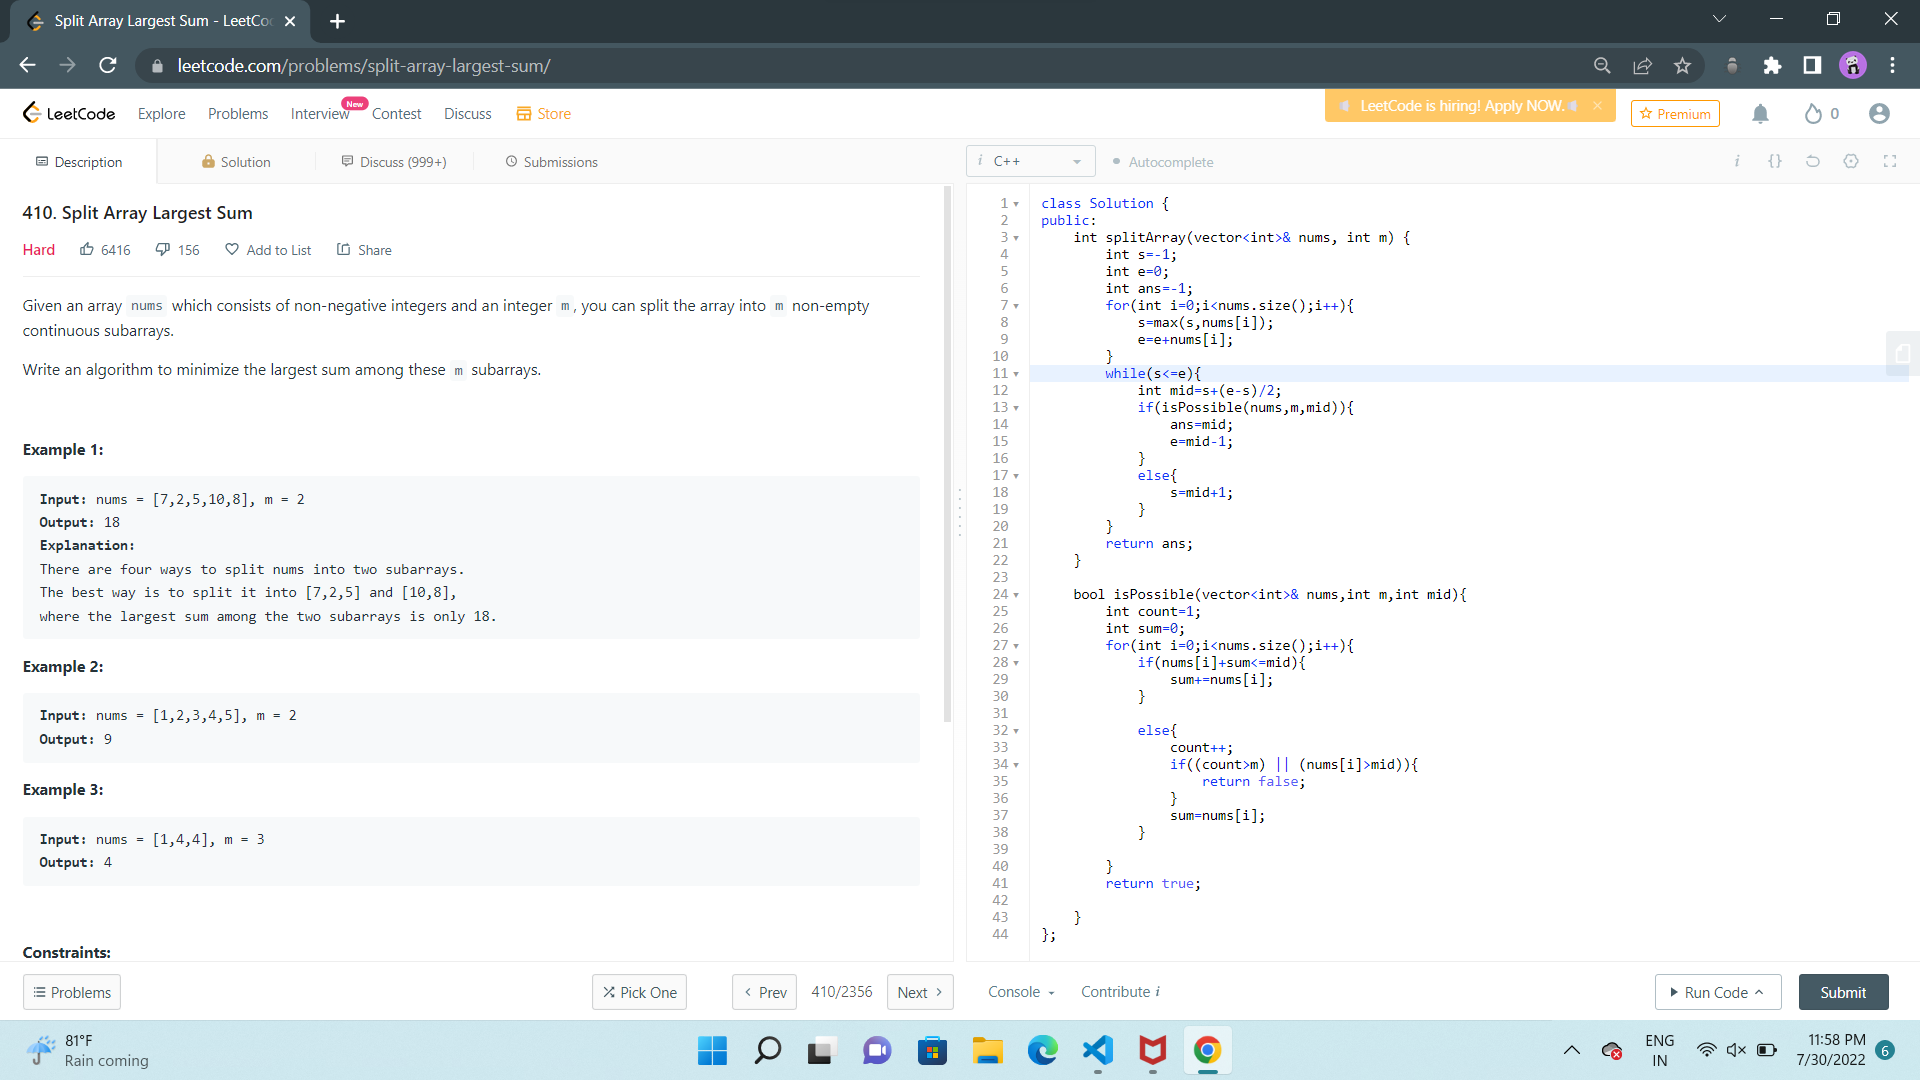 Split Array Largest Sum - LeetCo
leetcode.com/problems/split-array-largest-sum/
LeetCode
Explore
Problems
Interview
New
Contest
Discuss
Store
LeetCode is hiring! Apply NOW.
Premium
0
Description
Solution
Discuss (999+)
Submissions
i C++
Autocomplete
i {}
410. Split Array Largest Sum
Hard 6416 156 Add to List Share
Given an array nums which consists of non-negative integers and an integer m, you can split the array into m non-empty
continuous subarrays.
Write an algorithm to minimize the largest sum among these m subarrays.
Example 1:
Input: nums = [7,2,5,10,8], m = 2
Output: 18
Explanation:
There are four ways to split nums into two subarrays.
The best way is to split it into [7,2,5] and [10,8],
where the largest sum among the two subarrays is only 18.
Example 2:
Input: nums = [1,2,3,4,5], m = 2
Output: 9
Example 3:
Input: nums = [1,4,4], m = 3
Output: 4
Constraints:
1 class Solution {
2 public:
3     int splitArray(vector<int>& nums, int m) {
4         int s=-1;
5         int e=0;
6         int ans=-1;
7         for(int i=0;i<nums.size();i++){
8             s=max(s,nums[i]);
9             e=e+nums[i];
10         }
11         while(s<=e){
12             int mid=s+(e-s)/2;
13             if(isPossible(nums,m,mid)){
14                 ans=mid;
15                 e=mid-1;
16             }
17             else{
18                 s=mid+1;
19             }
20         }
21         return ans;
22     }
23
24     bool isPossible(vector<int>& nums,int m,int mid){
25         int count=1;
26         int sum=0;
27         for(int i=0;i<nums.size();i++){
28             if(nums[i]+sum<=mid){
29                 sum+=nums[i];
30             }
31
32             else{
33                 count++;
34                 if((count>m) || (nums[i]>mid)){
35                     return false;
36                 }
37                 sum=nums[i];
38             }
39
40         }
41         return true;
42
43     }
44 };
Problems
Pick One
Prev
410/2356
Next
Console
Contribute i
Run Code
Submit
81°F
Rain coming
ENG
IN
11:58 PM
7/30/2022
6